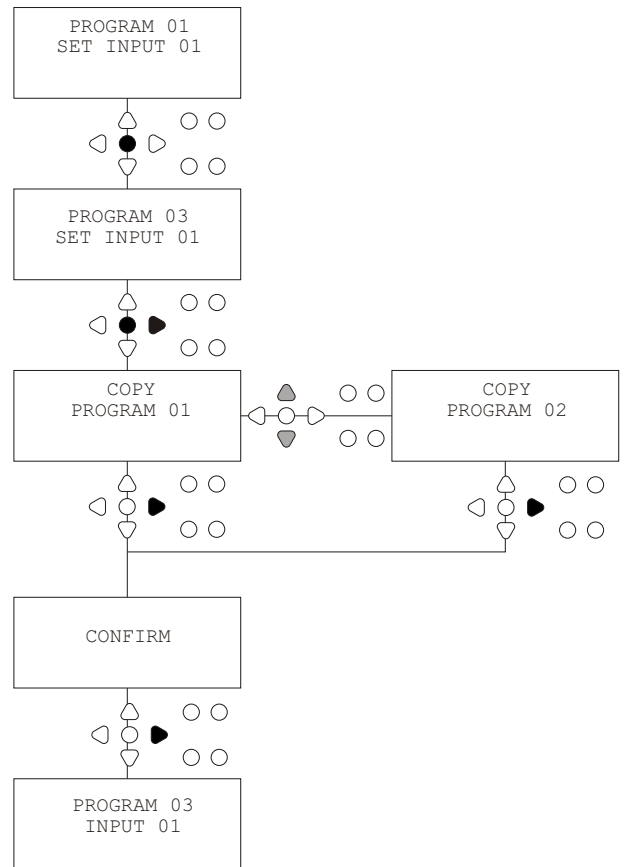 PROGRAM 01
SET INPUT 01
PROGRAM 03
SET INPUT 01
COPY
PROGRAM 01
COPY
PROGRAM 02
CONFIRM
PROGRAM 03
INPUT 01